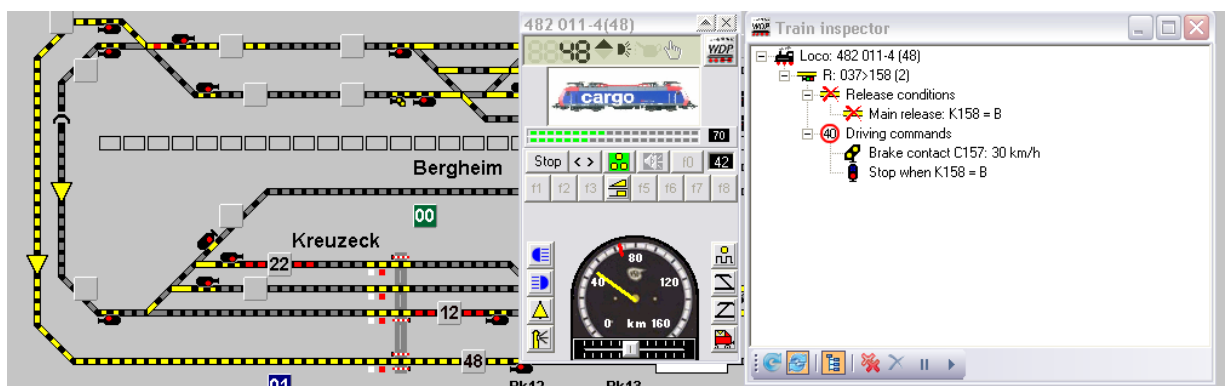 482 011-4(48)
48
WDP
cargo
70
Stop
< >
f0
42
f1
f2
f3
f5
f6
f7
f8
80
40
120
0
km
160
Bergheim
00
Kreuzeck
22
12
48
01
Pk12
Pk13
WDP
Train inspector
Loco: 482 011-4 (48)
R: 037>158 (2)
Release conditions
Main release: K158 = B
40
Driving commands
Brake contact C157: 30 km/h
Stop when K158 = B